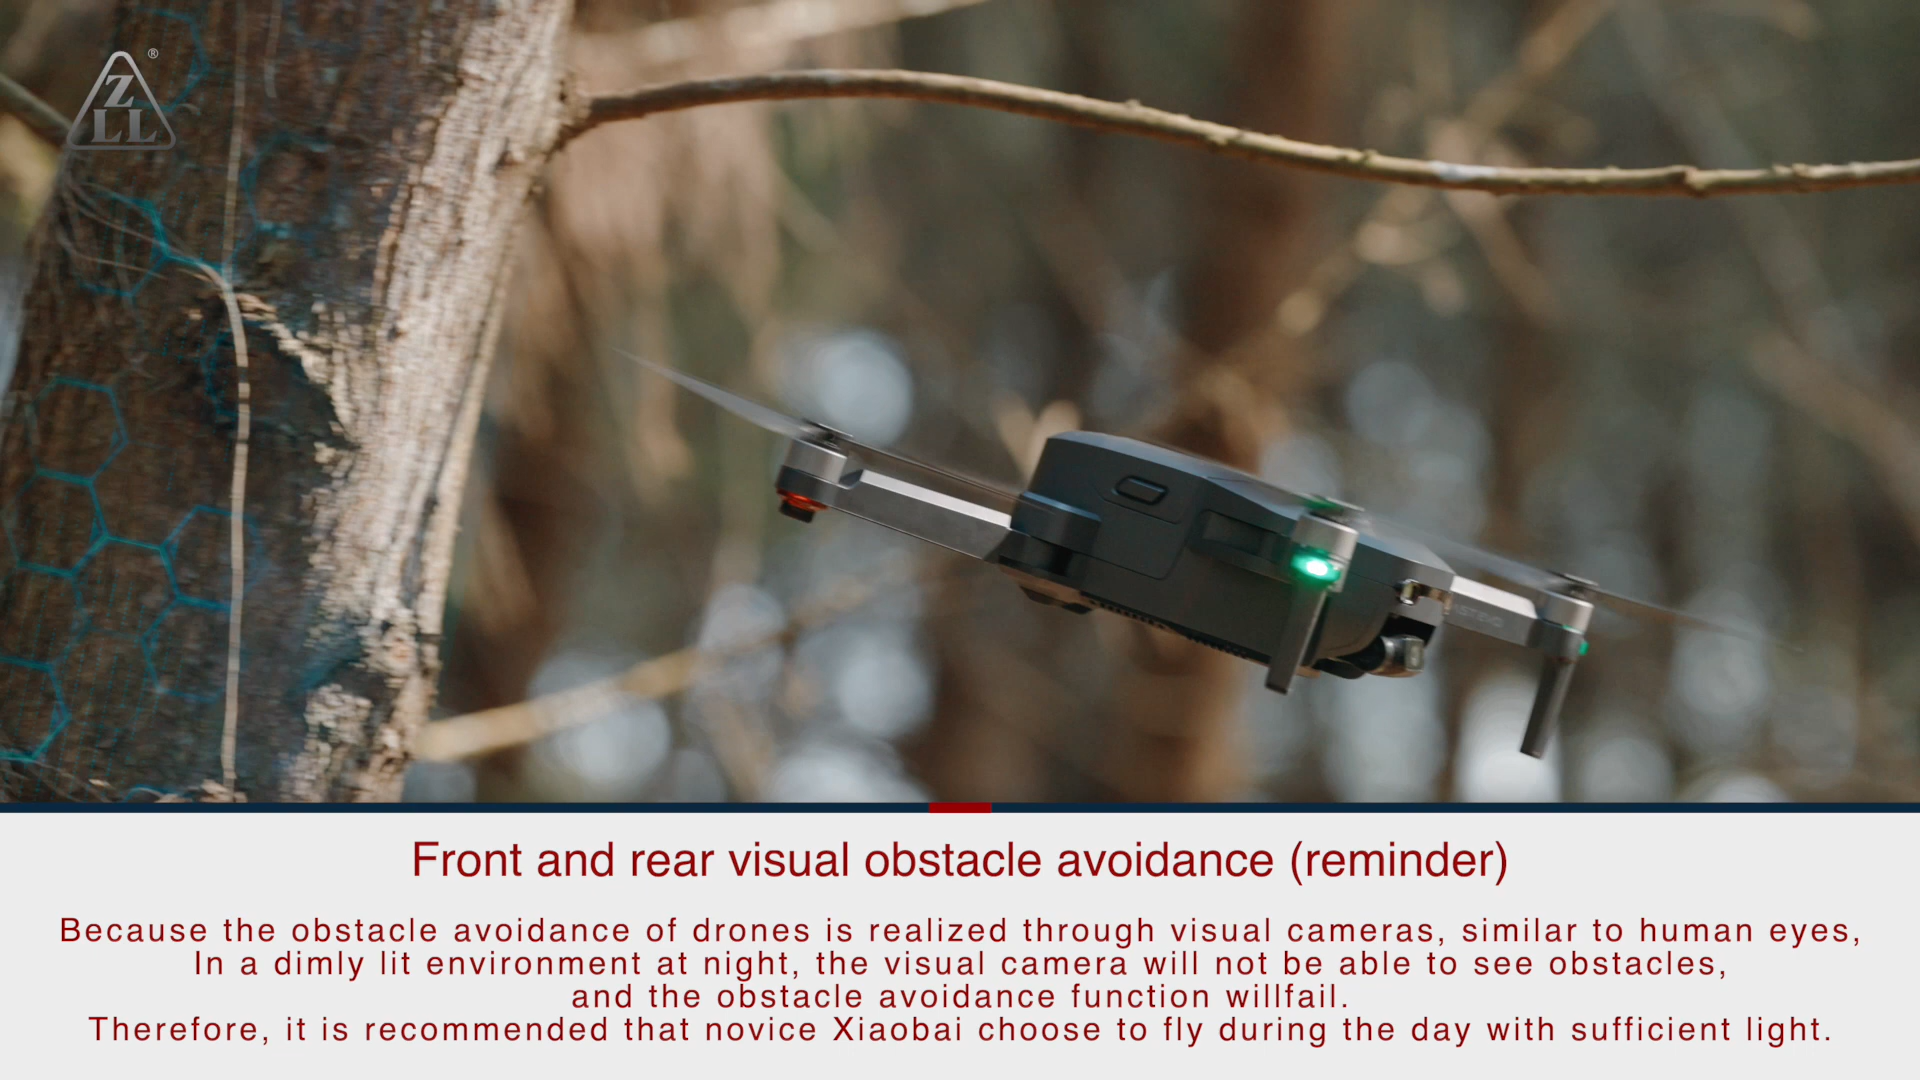 Z
LL
®
Front and rear visual obstacle avoidance (reminder)
Because the obstacle avoidance of drones is realized through visual cameras, similar to human eyes,
In a dimly lit environment at night, the visual camera will not be able to see obstacles,
and the obstacle avoidance function willfail.
Therefore, it is recommended that novice Xiaobai choose to fly during the day with sufficient light.